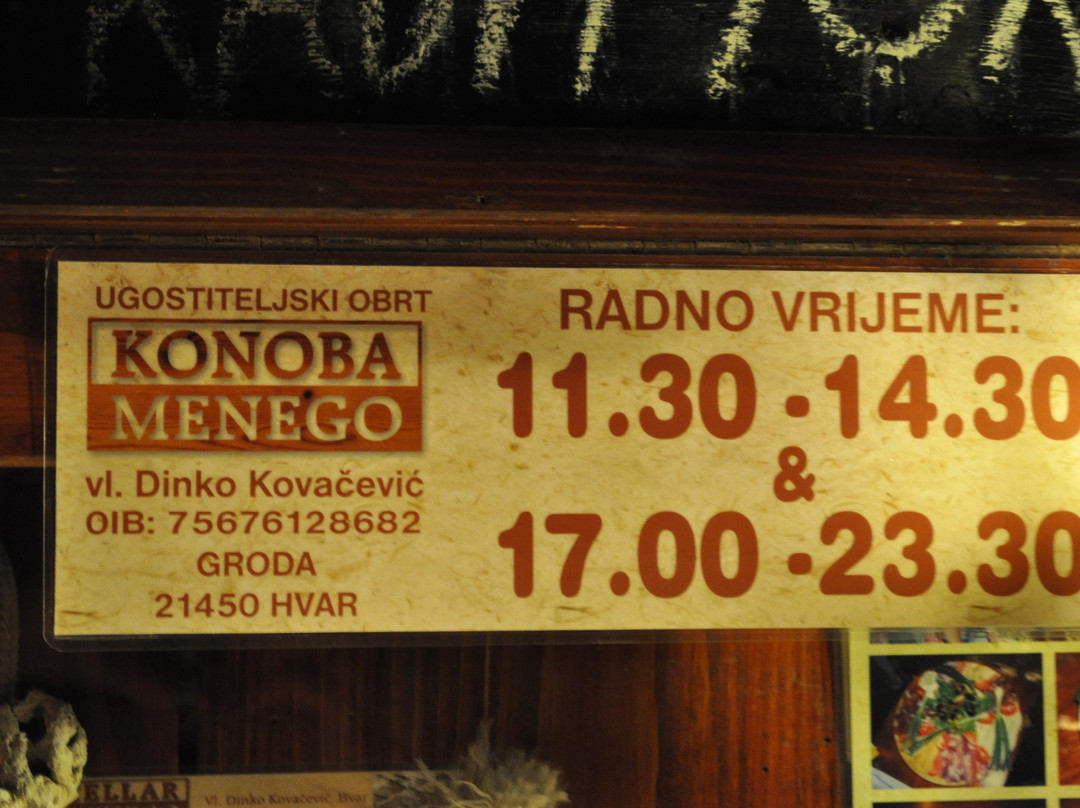 UGOSTITELJSKI OBRT
KONOBA
MENEGO
vl. Dinko Kovačević
OIB: 75676128682
GRODA
21450 HVAR
RADNO VRIJEME:
11.30 - 14.30
&
17.00 - 23.30
vl. Dinko Kovačević, Hvar